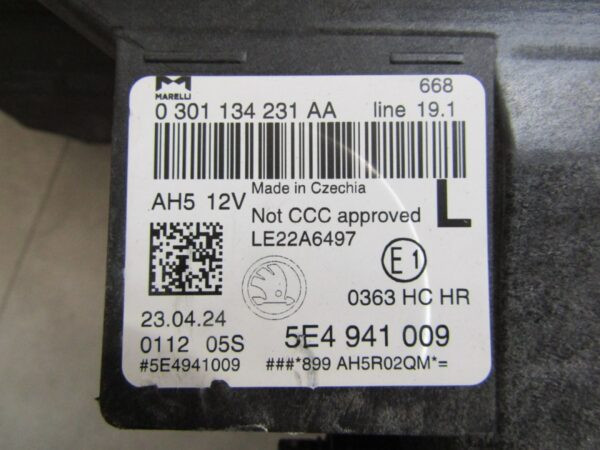 MARELLI
668
0 301 134 231 AA line 19.1
AH5 12V
Made in Czechia
L
Not CCC approved
LE22A6497
E1
0363 HC HR
23.04.24
5E4 941 009
0112 05S
#5E4941009 ###*899 AH5R02QM*=